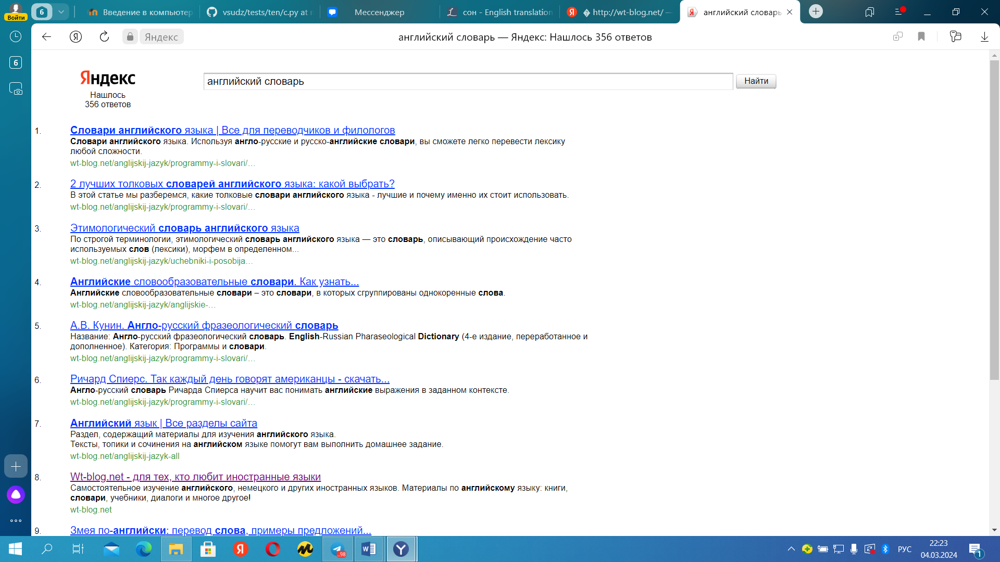 Войти
6
Введение в компьютер
vsudz/tests/ten/c.py at
Мессенджер
сон - English translation
http://wt-blog.net/ —
английский словарь
6
Яндекс
английский словарь — Яндекс: Нашлось 356 ответов
Яндекс
английский словарь
Найти
Нашлось
356 ответов
1. Словари английского языка | Все для переводчиков и филологов
Словари английского языка. Используя англо-русские и русско-английские словари, вы сможете легко перевести лексику
любой сложности.
wt-blog.net/anglijskij-jazyk/programmy-i-slovari/…
2. 2 лучших толковых словарей английского языка: какой выбрать?
В этой статье мы разберемся, какие толковые словари английского языка - лучшие и почему именно их стоит использовать.
wt-blog.net/anglijskij-jazyk/programmy-i-slovari/…
3. Этимологический словарь английского языка
По строгой терминологии, этимологический словарь английского языка — это словарь, описывающий происхождение часто
используемых слов (лексики), морфем в определенном...
wt-blog.net/anglijskij-jazyk/uchebniki-i-posobija…
4. Английские словообразовательные словари. Как узнать...
Английские словообразовательные словари – это словари, в которых сгруппированы однокоренные слова.
wt-blog.net/anglijskij-jazyk/anglijskie-…
5. А.В. Кунин. Англо-русский фразеологический словарь
Название: Англо-русский фразеологический словарь. English-Russian Pharaseological Dictionary (4-е издание, переработанное и
дополненное). Категория: Программы и словари.
wt-blog.net/anglijskij-jazyk/programmy-i-slovari/…
6. Ричард Спиерс. Так каждый день говорят американцы - скачать...
Англо-русский словарь Ричарда Спиерса научит вас понимать английские выражения в заданном контексте.
wt-blog.net/anglijskij-jazyk/programmy-i-slovari/…
7. Английский язык | Все разделы сайта
Раздел, содержащий материалы для изучения английского языка.
Тексты, топики и сочинения на английском языке помогут вам выполнить домашнее задание.
wt-blog.net/anglijskij-jazyk-all
8. Wt-blog.net - для тех, кто любит иностранные языки
Самостоятельное изучение английского, немецкого и других иностранных языков. Материалы по английскому языку: книги,
словари, учебники, диалоги и многое другое!
wt-blog.net
9. Змея по-английски: перевод слова, примеры предложений...
..98
РУС
22:23
04.03.2024
1